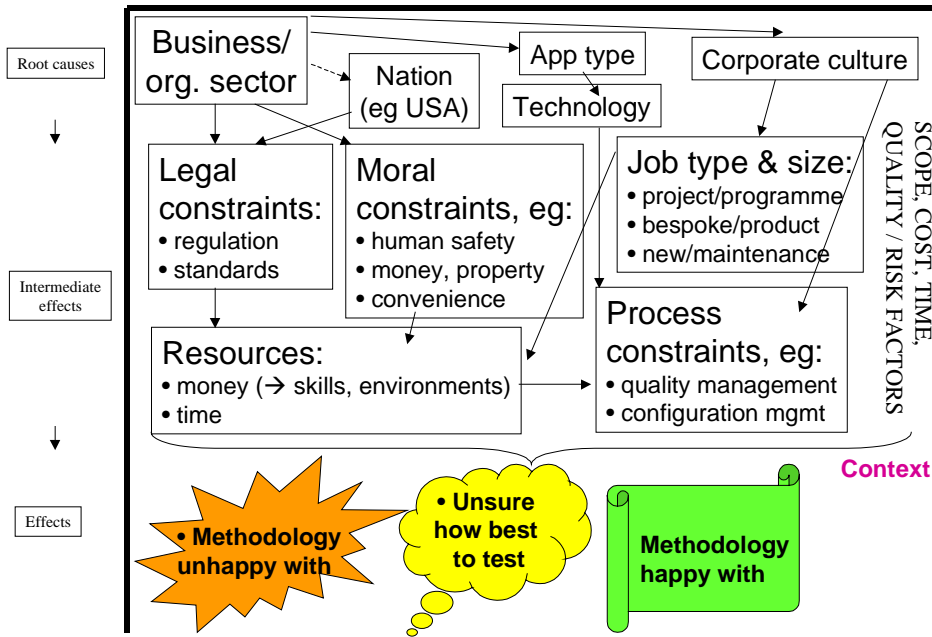 Root causes
Intermediate
effects
Effects
Business/
org. sector
Nation
(eg USA)
App type
Technology
Corporate culture
Legal
constraints:
• regulation
• standards
Moral
constraints, eg:
• human safety
• money, property
• convenience
Job type & size:
• project/programme
• bespoke/product
• new/maintenance
Resources:
• money (→ skills, environments)
• time
Process
constraints, eg:
• quality management
• configuration mgmt
SCOPE, COST, TIME,
QUALITY / RISK FACTORS
Context
• Methodology
unhappy with
• Unsure
how best
to test
Methodology
happy with